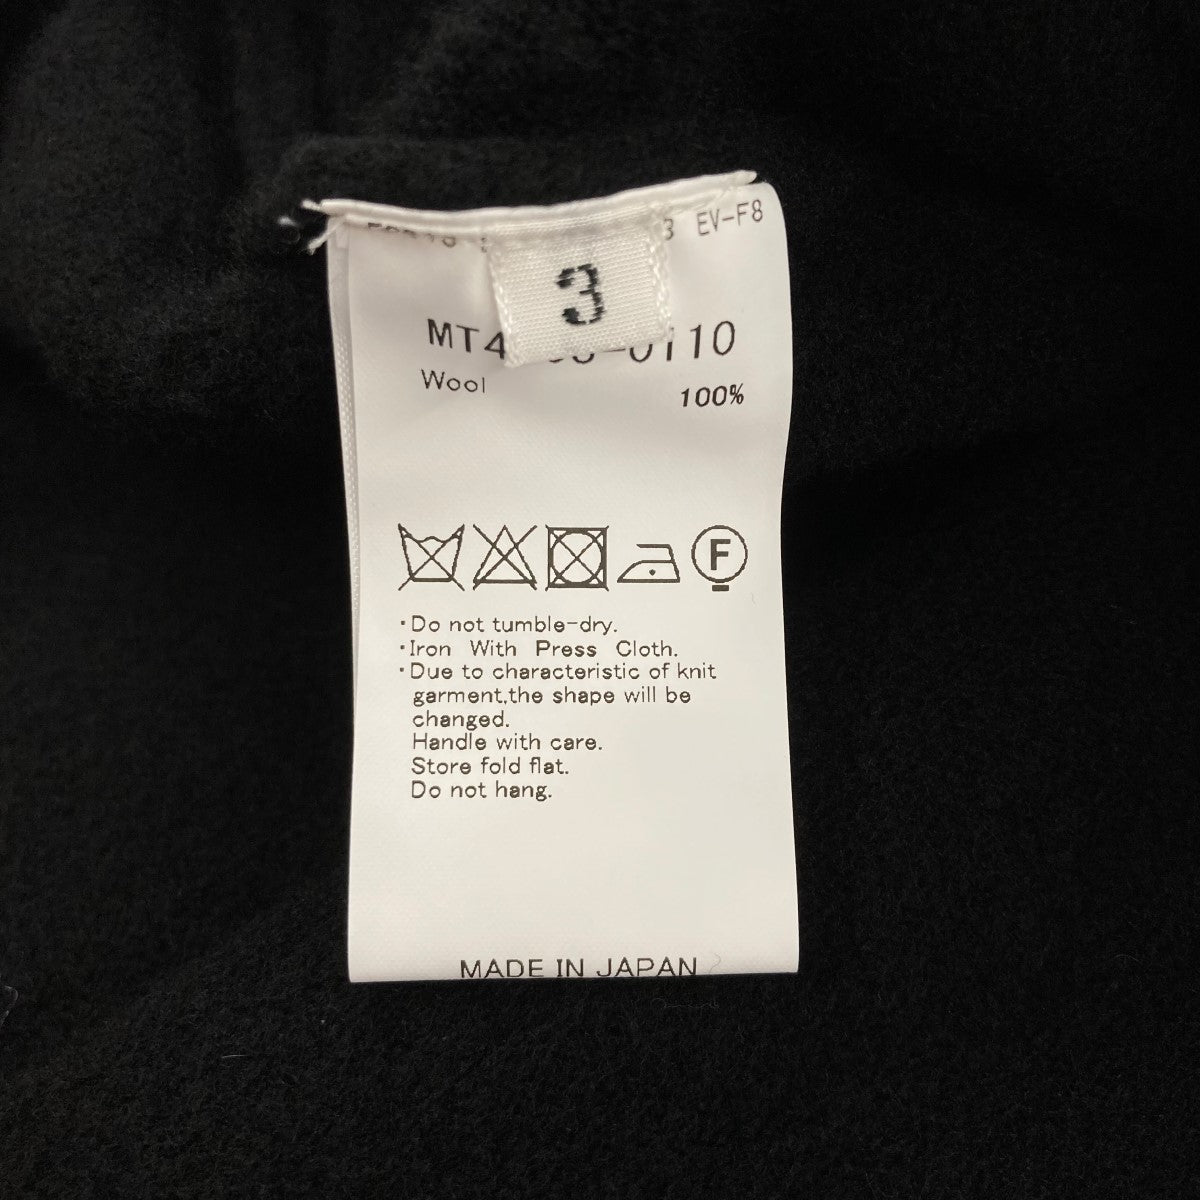 EV-F8
3
Wool
100%
F
・Do not tumble-dry.
・Iron With Press Cloth.
・Due to characteristic of knit
garment,the shape will be
changed.
Handle with care.
Store fold flat.
Do not hang.
MADE IN JAPAN